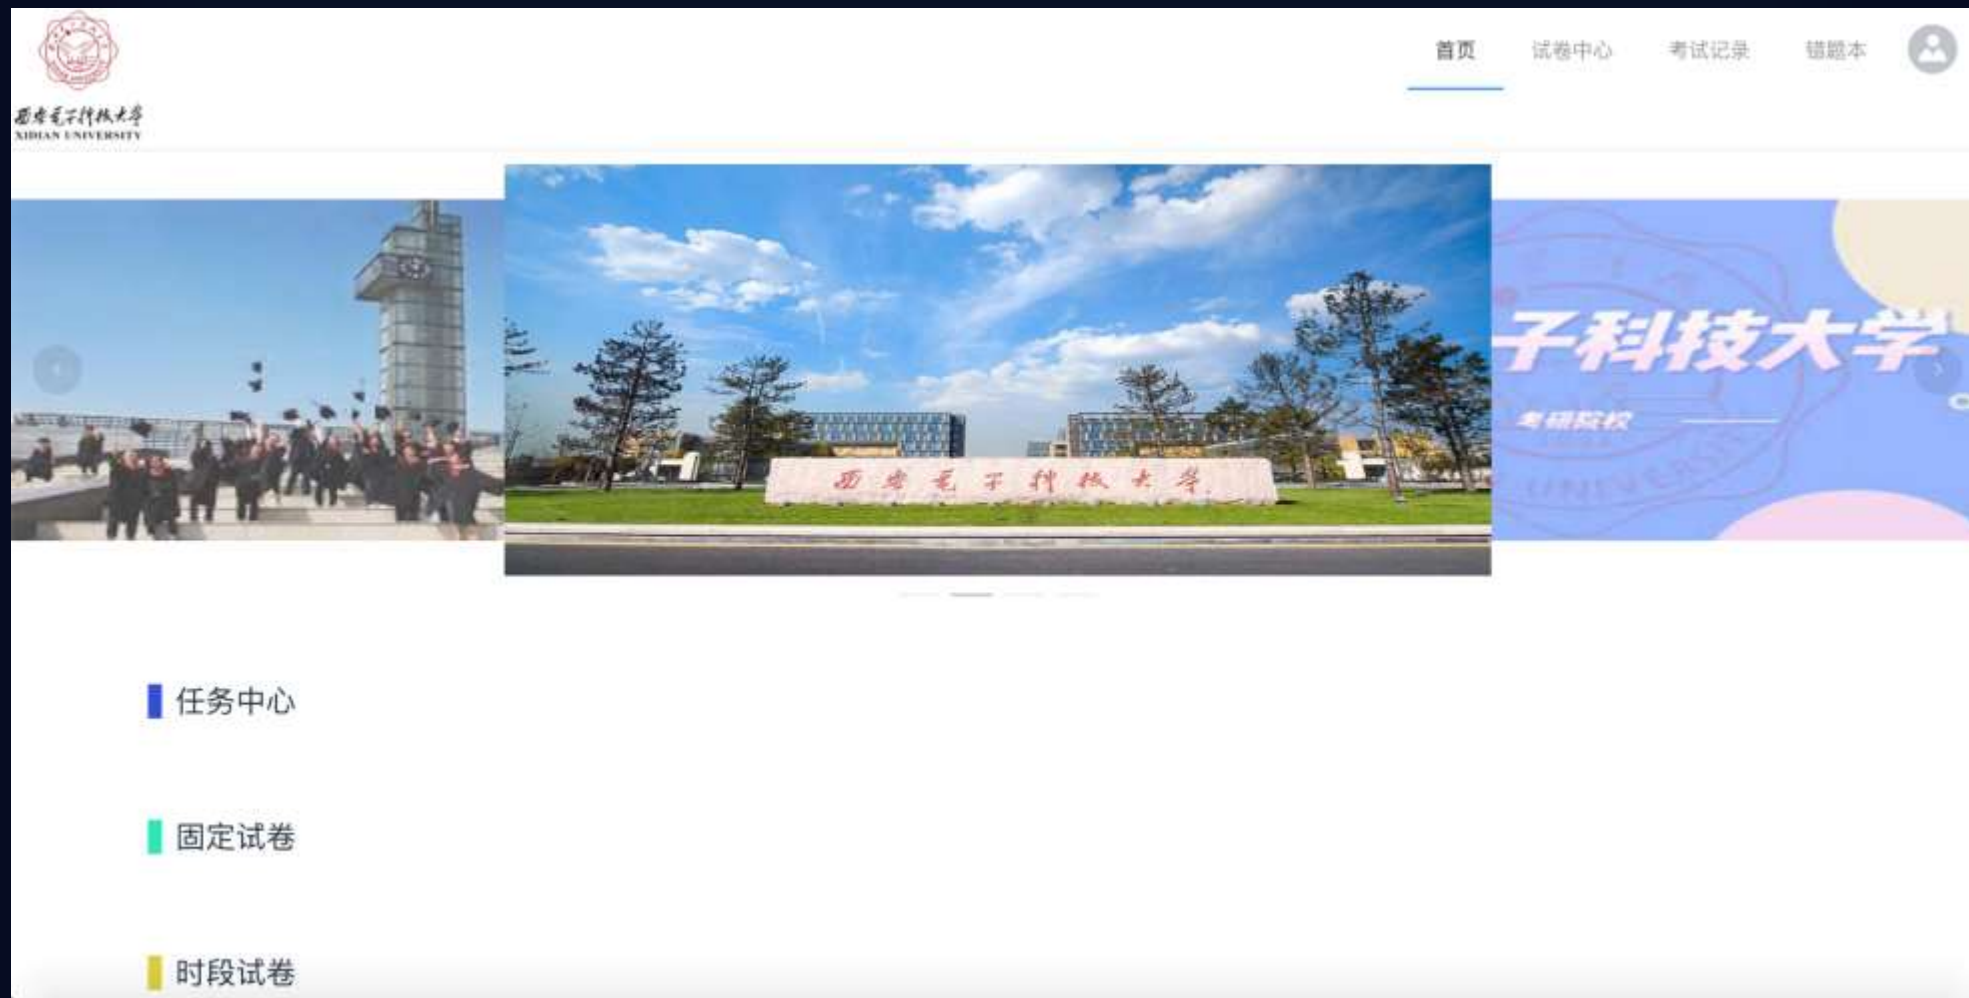 西安电子科技大学
XIDIAN UNIVERSITY
首页 试卷中心 考试记录 错题本
西安电子科技大学
子科技大学
考研院校
任务中心
固定试卷
时段试卷